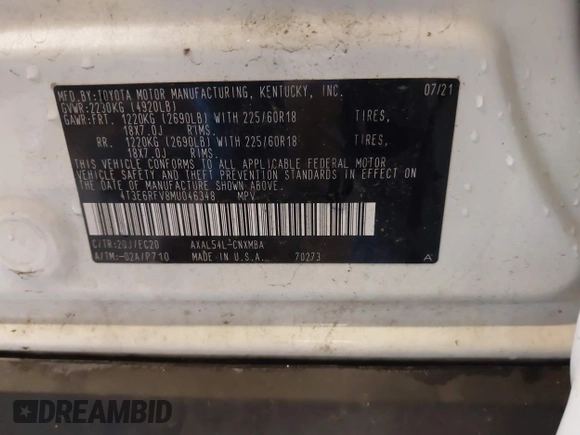 MFD.BY:TOYOTA MOTOR MANUFACTURING, KENTUCKY, INC. 07/21
GVWR:2230KG (4920LB)
GAWR:FRT. 1220KG (2690LB) WITH 225/60R18 TIRES,
18X7.0J RIMS.
RR. 1220KG (2690LB) WITH 225/60R18 TIRES,
18X7.0J RIMS.
THIS VEHICLE CONFORMS TO ALL APPLICABLE FEDERAL MOTOR
VEHICLE SAFETY AND THEFT PREVENTION STANDARDS IN EFFECT ON
THE DATE OF MANUFACTURE SHOWN ABOVE.
4T3E6RFV8MU046348 MPV
C/TR:20J/EC20 AXAL54L-CNXMBA
A/TM:-02A/P710 MADE IN U.S.A. 70273 A
DREAMBID